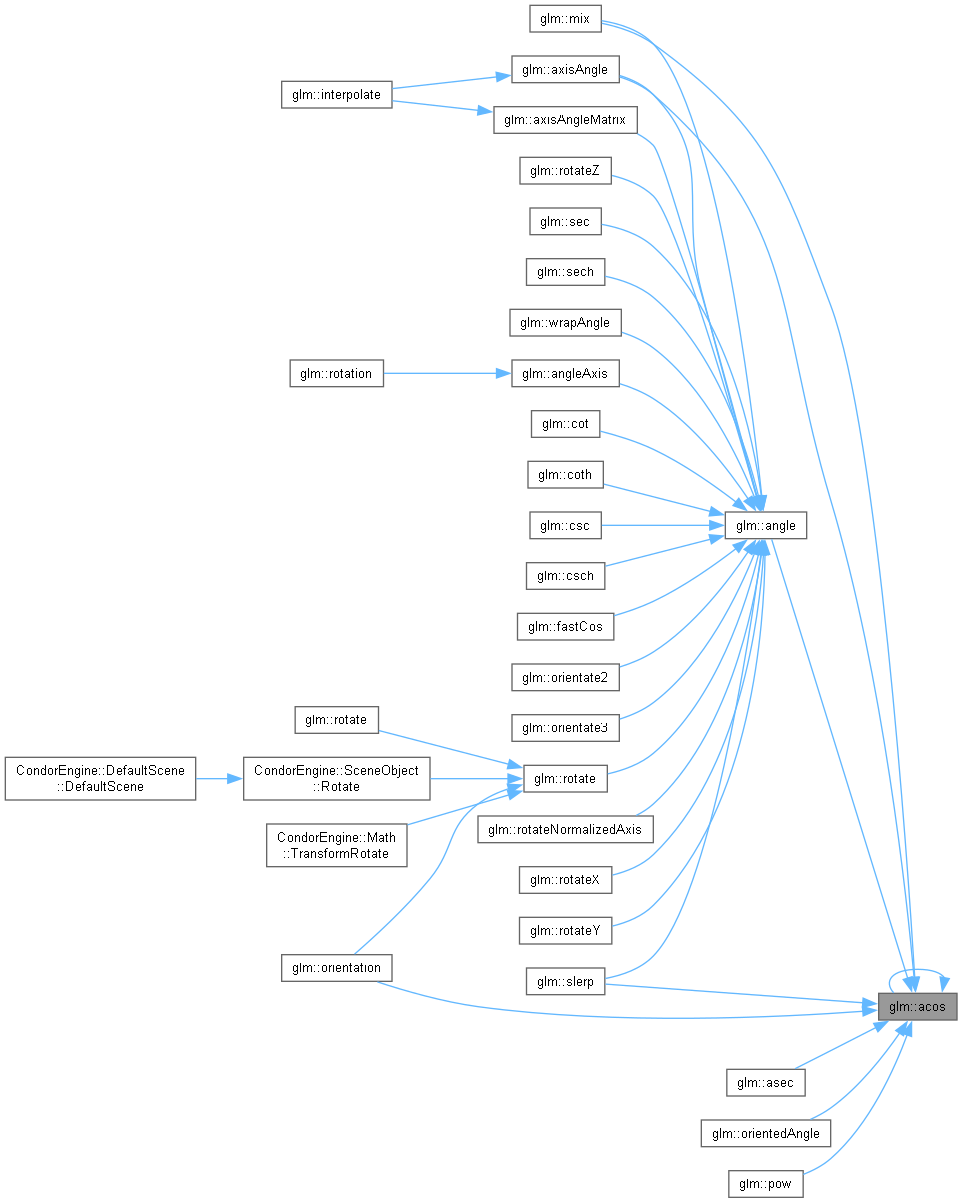 glm::mix
glm::axisAngle
glm::interpolate
glm::axisAngleMatrix
glm::rotateZ
glm::sec
glm::sech
glm::wrapAngle
glm::rotation
glm::angleAxis
glm::cot
glm::coth
glm::csc
glm::angle
glm::csch
glm::fastCos
glm::orientate2
glm::rotate
glm::orientate3
CondorEngine::DefaultScene
::DefaultScene
CondorEngine::SceneObject
::Rotate
glm::rotate
CondorEngine::Math
::TransformRotate
glm::rotateNormalizedAxis
glm::rotateX
glm::rotateY
glm::orientation
glm::slerp
glm::acos
glm::asec
glm::orientedAngle
glm::pow